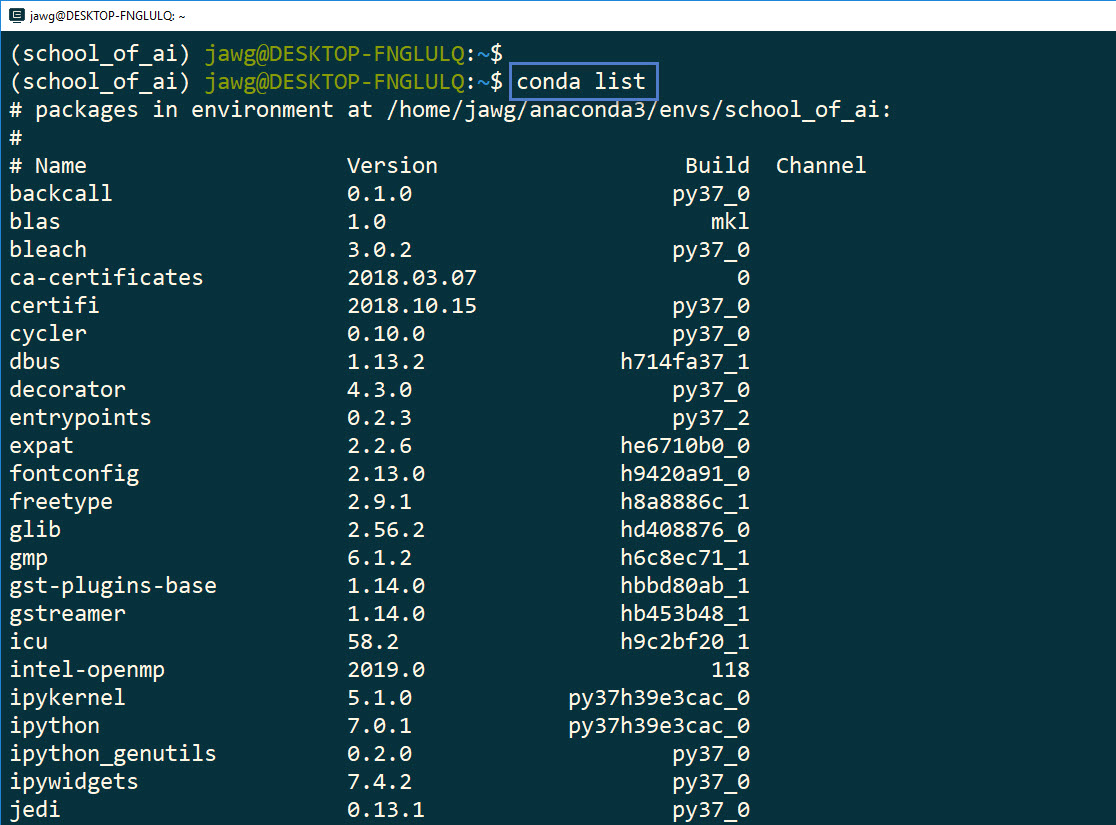 jawg@DESKTOP-FNGLULQ: ~
(school_of_ai) jawg@DESKTOP-FNGLULQ:~$
(school_of_ai) jawg@DESKTOP-FNGLULQ:~$ conda list
# packages in environment at /home/jawg/anaconda3/envs/school_of_ai:
#
# Name                    Version                   Build  Channel
backcall                  0.1.0                    py37_0
blas                      1.0                         mkl
bleach                    3.0.2                    py37_0
ca-certificates           2018.03.07                    0
certifi                   2018.10.15               py37_0
cycler                    0.10.0                   py37_0
dbus                      1.13.2               h714fa37_1
decorator                 4.3.0                    py37_0
entrypoints               0.2.3                    py37_2
expat                     2.2.6                he6710b0_0
fontconfig                2.13.0               h9420a91_0
freetype                  2.9.1                h8a8886c_1
glib                      2.56.2               hd408876_0
gmp                       6.1.2                h6c8ec71_1
gst-plugins-base          1.14.0               hbbd80ab_1
gstreamer                 1.14.0               hb453b48_1
icu                       58.2                 h9c2bf20_1
intel-openmp              2019.0                      118
ipykernel                 5.1.0            py37h39e3cac_0
ipython                   7.0.1            py37h39e3cac_0
ipython_genutils          0.2.0                    py37_0
ipywidgets                7.4.2                    py37_0
jedi                      0.13.1                   py37_0